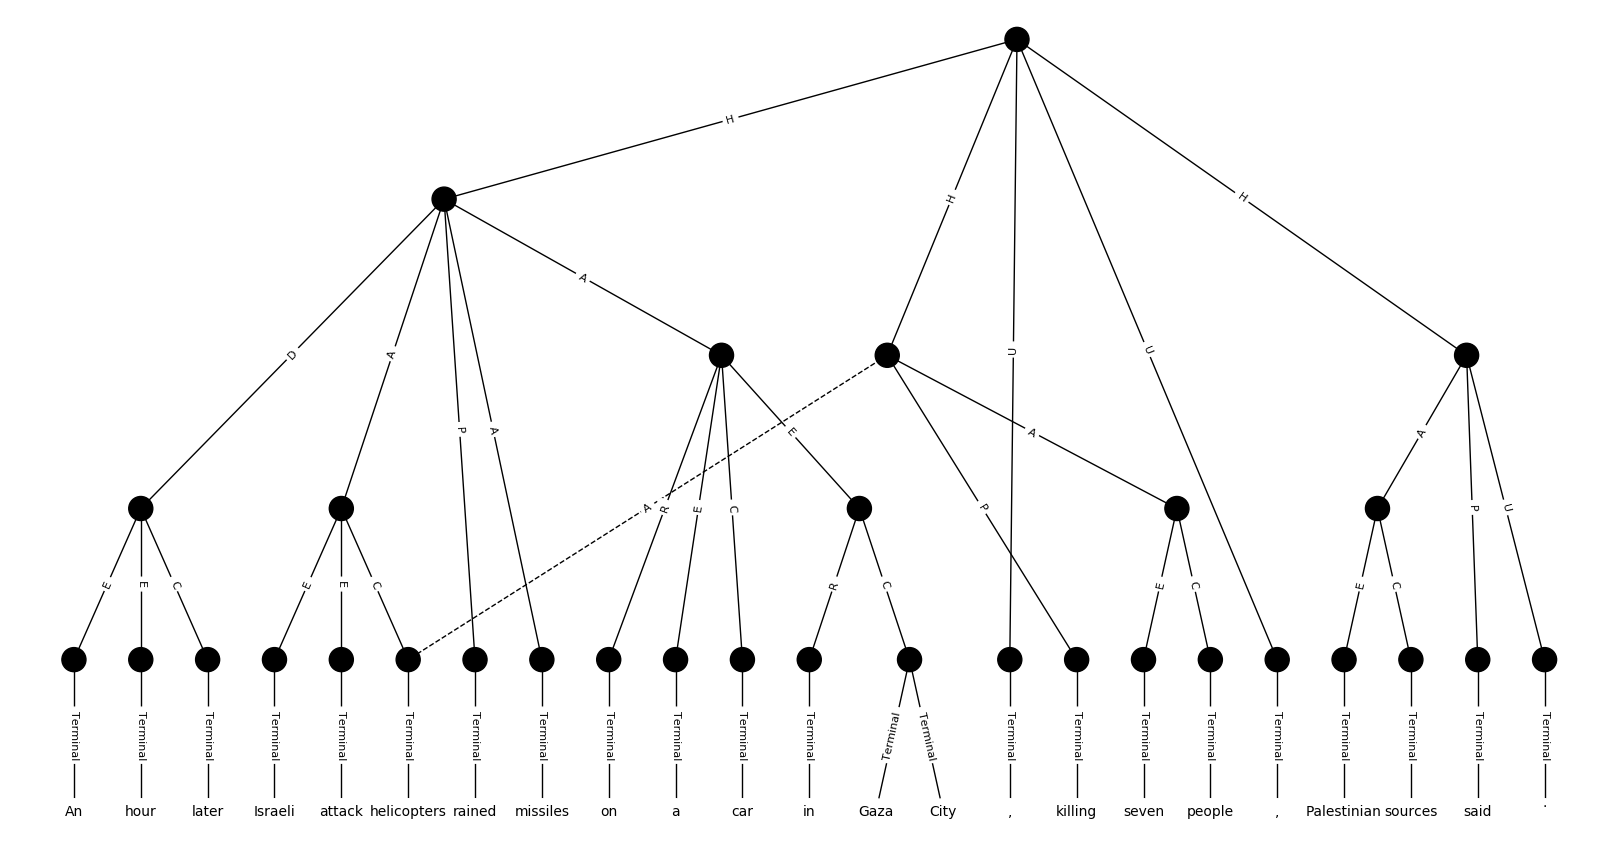 H
H
H
A
D
A
U
U
P
A
E
A
A
A
R
E
C
P
P
U
E
E
C
E
E
C
R
C
E
C
E
C
Terminal Terminal Terminal Terminal Terminal Terminal Terminal Terminal Terminal Terminal Terminal Terminal Terminal Terminal Terminal Terminal Terminal Terminal Terminal Terminal Terminal Terminal Terminal
An hour later Israeli attack helicopters rained missiles on a car in Gaza City , killing seven people , Palestinian sources said .